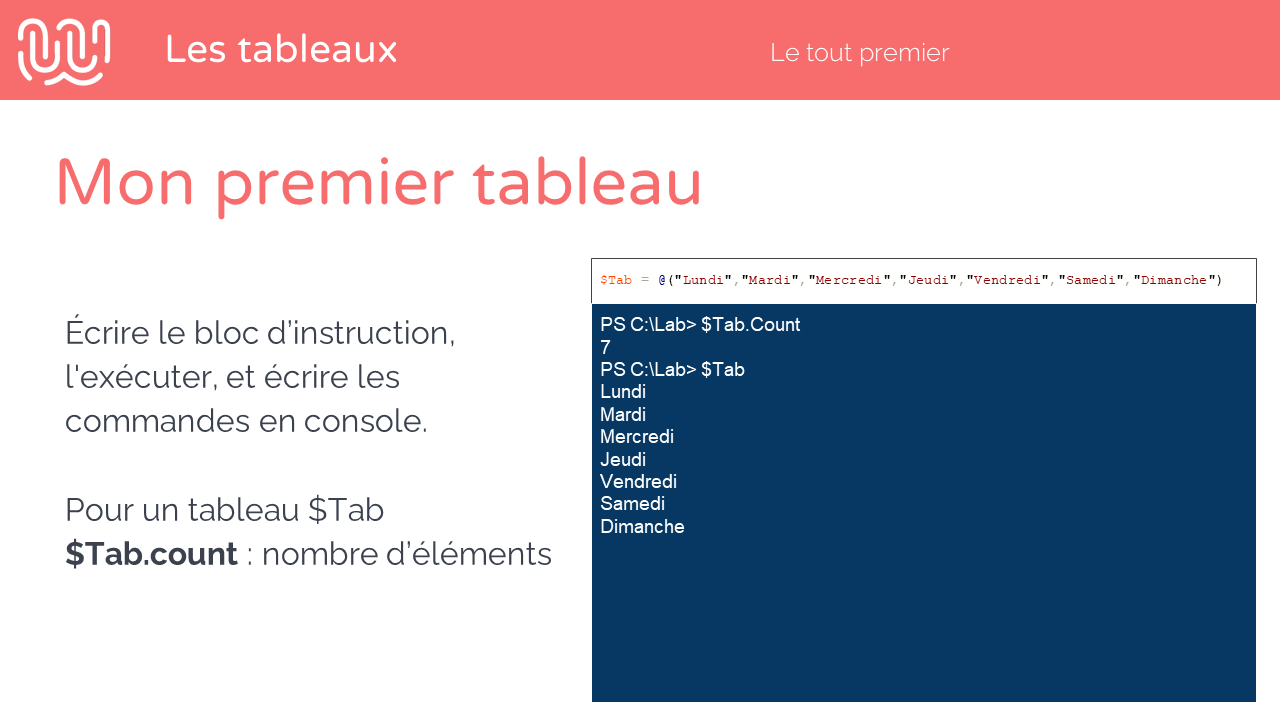 Les tableaux
Le tout premier
Mon premier tableau
Écrire le bloc d’instruction,
l'exécuter, et écrire les
commandes en console.
Pour un tableau $Tab
$Tab.count : nombre d’éléments
$Tab = @("Lundi","Mardi","Mercredi","Jeudi","Vendredi","Samedi","Dimanche")
PS C:\Lab> $Tab.Count
7
PS C:\Lab> $Tab
Lundi
Mardi
Mercredi
Jeudi
Vendredi
Samedi
Dimanche